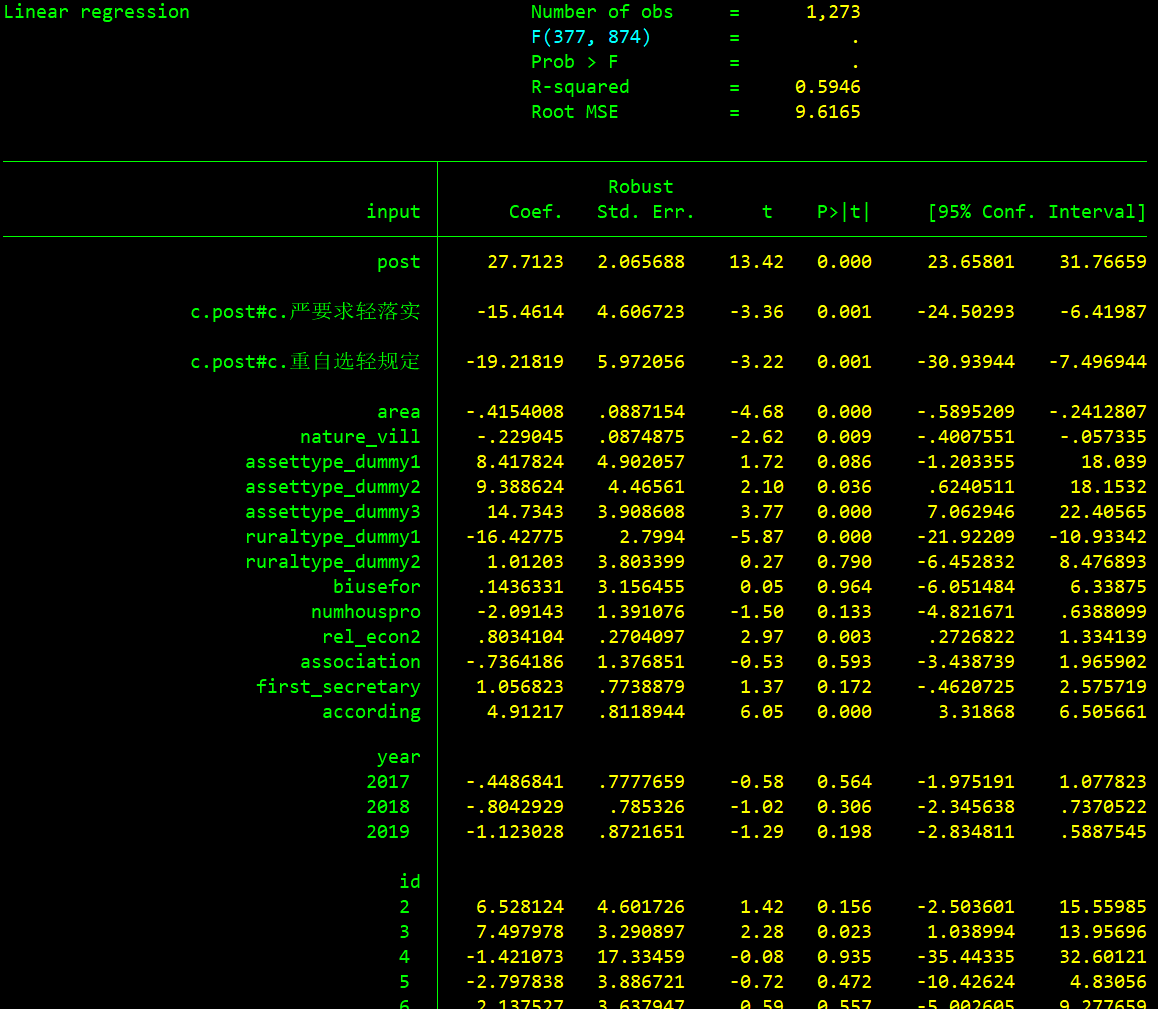 Linear regression Number of obs = 1,273
F(377, 874) = .
Prob > F = .
R-squared = 0.5946
Root MSE = 9.6165
Robust
input Coef. Std. Err. t P>|t| [95% Conf. Interval]
post 27.7123 2.065688 13.42 0.000 23.65801 31.76659
c.post#c.严要求轻落实 -15.4614 4.606723 -3.36 0.001 -24.50293 -6.41987
c.post#c.重自选轻规定 -19.21819 5.972056 -3.22 0.001 -30.93944 -7.496944
area -.4154008 .0887154 -4.68 0.000 -.5895209 -.2412807
nature_vill -.229045 .0874875 -2.62 0.009 -.4007551 -.057335
assettype_dummy1 8.417824 4.902057 1.72 0.086 -1.203355 18.039
assettype_dummy2 9.388624 4.46561 2.10 0.036 .6240511 18.1532
assettype_dummy3 14.7343 3.908608 3.77 0.000 7.062946 22.40565
ruraltype_dummy1 -16.42775 2.7994 -5.87 0.000 -21.92209 -10.93342
ruraltype_dummy2 1.01203 3.803399 0.27 0.790 -6.452832 8.476893
biusefor .1436331 3.156455 0.05 0.964 -6.051484 6.33875
numhouspro -2.09143 1.391076 -1.50 0.133 -4.821671 .6388099
rel_econ2 .8034104 .2704097 2.97 0.003 .2726822 1.334139
association -.7364186 1.376851 -0.53 0.593 -3.438739 1.965902
first_secretary 1.056823 .7738879 1.37 0.172 -.4620725 2.575719
according 4.91217 .8118944 6.05 0.000 3.31868 6.505661
year
2017 -.4486841 .7777659 -0.58 0.564 -1.975191 1.077823
2018 -.8042929 .785326 -1.02 0.306 -2.345638 .7370522
2019 -1.123028 .8721651 -1.29 0.198 -2.834811 .5887545
id
2 6.528124 4.601726 1.42 0.156 -2.503601 15.55985
3 7.497978 3.290897 2.28 0.023 1.038994 13.95696
4 -1.421073 17.33459 -0.08 0.935 -35.44335 32.60121
5 -2.797838 3.886721 -0.72 0.472 -10.42624 4.83056
6 2.137527 3.637947 0.59 0.557 -5.002605 9.277659